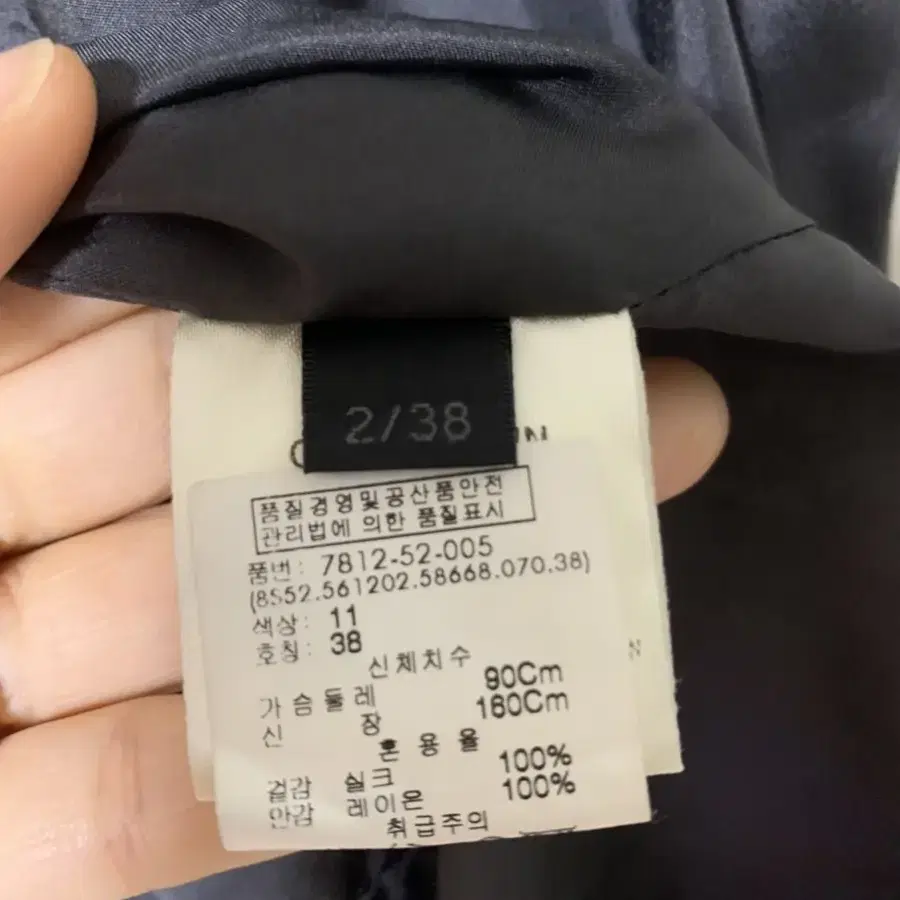 2/38
품질경영및공산품안전
관리법에 의한 품질표시
품번: 7812-52-005
(8552.561202.58668.070.38)
색상: 11
호칭: 38
신체치수
가슴둘레 90Cm
신 장 160Cm
혼용율
겉감 실크 100%
안감 레이온 100%
취급주의